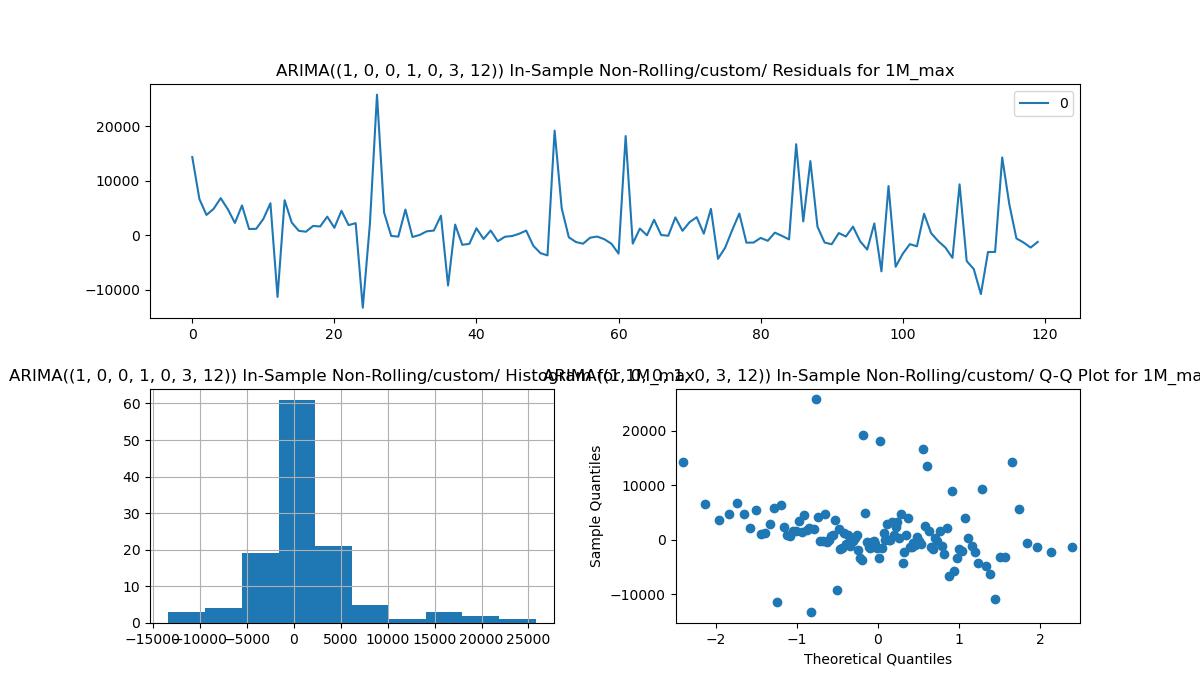 ARIMA((1, 0, 0, 1, 0, 3, 12)) In-Sample Non-Rolling/custom/ Residuals for 1M_max
0
20000
10000
0
−10000
0 20 40 60 80 100 120
ARIMA((1, 0, 0, 1, 0, 3, 12)) In-Sample Non-Rolling/custom/ Histogram for 1M_max
ARIMA((1, 0, 0, 1, 0, 3, 12)) In-Sample Non-Rolling/custom/ Q-Q Plot for 1M_ma
60
50
40
30
20
10
0
−15000 −10000 −5000 0 5000 10000 15000 20000 25000
Sample Quantiles
20000
10000
0
−10000
−2 −1 0 1 2
Theoretical Quantiles